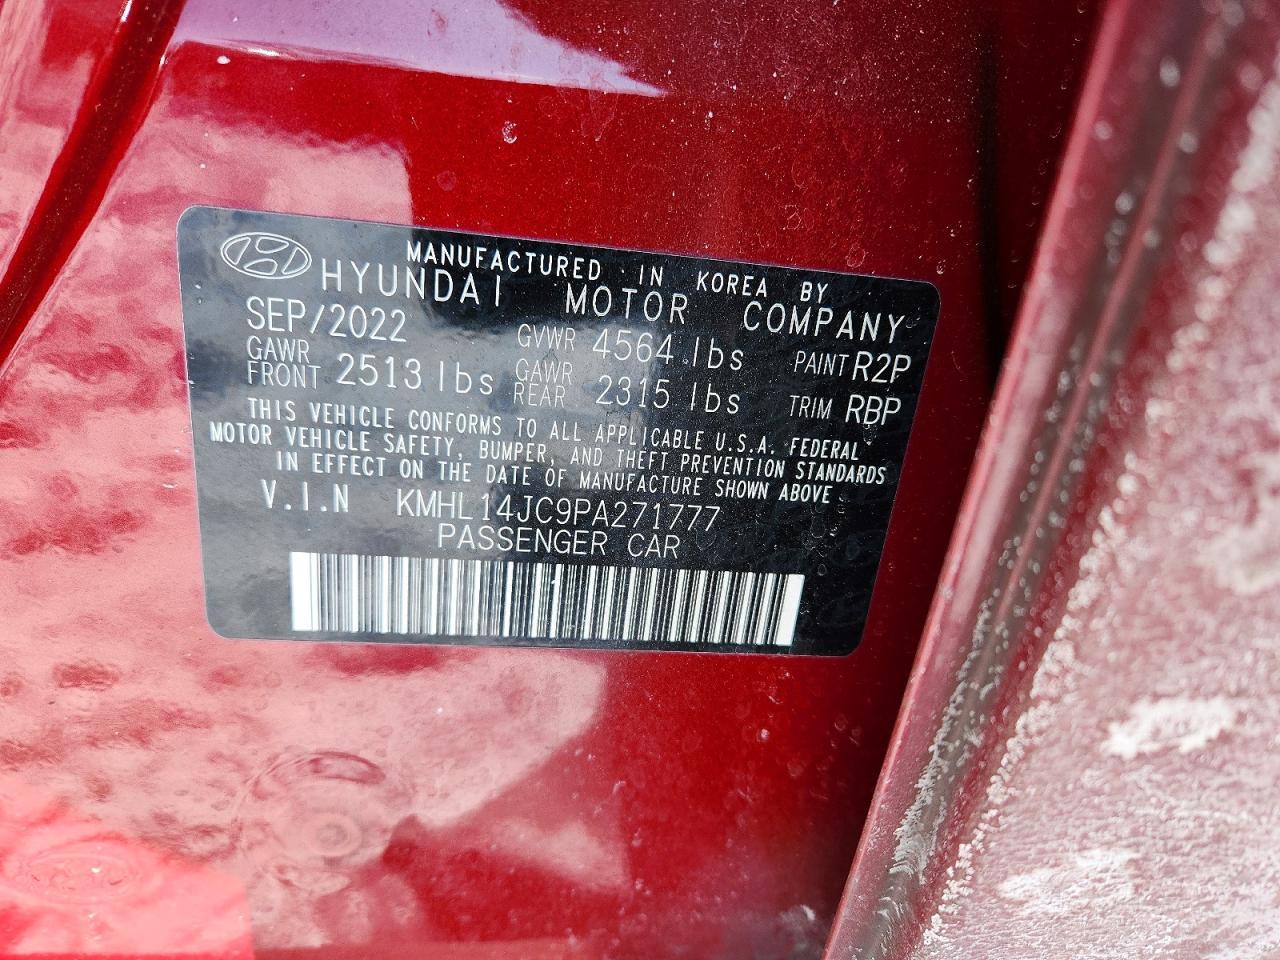 MANUFACTURED IN KOREA BY
HYUNDAI MOTOR COMPANY
SEP/2022 GVWR 4564 lbs PAINT R2P
GAWR FRONT 2513 lbs GAWR REAR 2315 lbs TRIM RBP
THIS VEHICLE CONFORMS TO ALL APPLICABLE U.S.A. FEDERAL
MOTOR VEHICLE SAFETY, BUMPER, AND THEFT PREVENTION STANDARDS
IN EFFECT ON THE DATE OF MANUFACTURE SHOWN ABOVE.
V.I.N KMHL14JC9PA271777
PASSENGER CAR